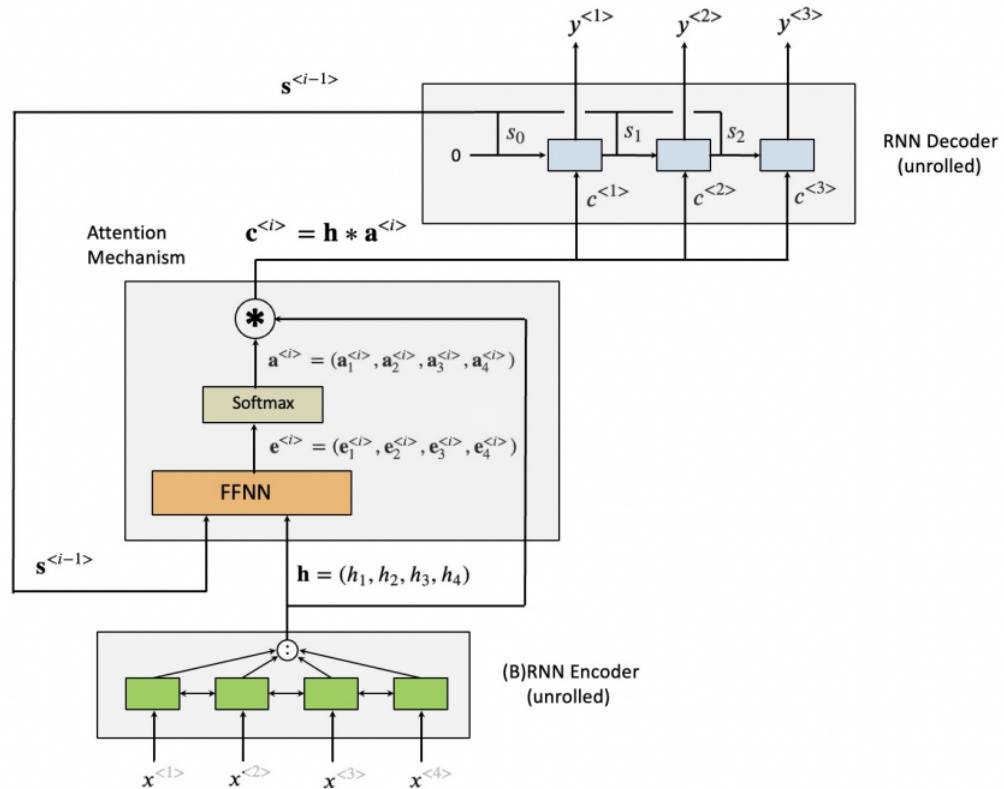 y<1> y<2> y<3>
s<i−1>
RNN Decoder
(unrolled)
0 s₀ s₁ s₂
c<1> c<2> c<3>
Attention
Mechanism
c<i> = h ∗ a<i>
*
a<i> = (a₁<i>, a₂<i>, a₃<i>, a₄<i>)
Softmax
e<i> = (e₁<i>, e₂<i>, e₃<i>, e₄<i>)
FFNN
s<i−1>
h = (h₁, h₂, h₃, h₄)
:
(B)RNN Encoder
(unrolled)
x<1> x<2> x<3> x<4>